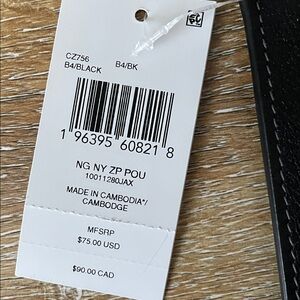 CZ756 B4/BK
B4/BLACK
1 96395 60821 8
NG NY ZP POU
10011280JAX
MADE IN CAMBODIA*/
CAMBODGE
MFSRP
$75.00 USD
$90.00 CAD